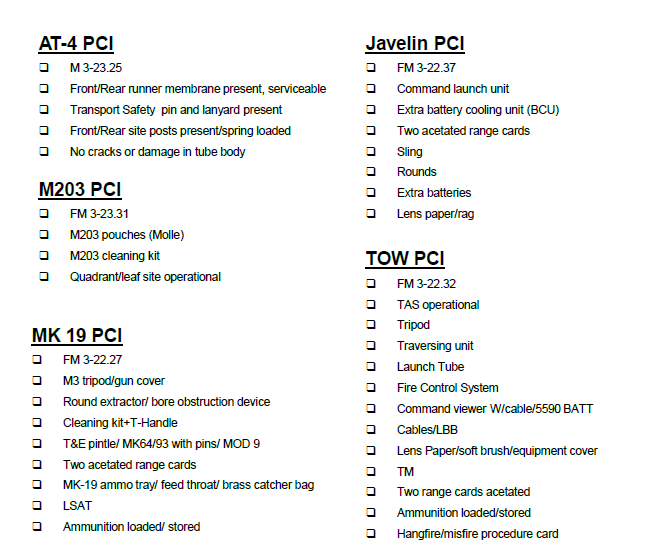 AT-4 PCI
M 3-23.25
Front/Rear runner membrane present, serviceable
Transport Safety pin and lanyard present
Front/Rear site posts present/spring loaded
No cracks or damage in tube body
M203 PCI
FM 3-23.31
M203 pouches (Molle)
M203 cleaning kit
Quadrant/leaf site operational
MK 19 PCI
FM 3-22.27
M3 tripod/gun cover
Round extractor/ bore obstruction device
Cleaning kit+T-Handle
T&E pintle/ MK64/93 with pins/ MOD 9
Two acetated range cards
MK-19 ammo tray/ feed throat/ brass catcher bag
LSAT
Ammunition loaded/ stored
Javelin PCI
FM 3-22.37
Command launch unit
Extra battery cooling unit (BCU)
Two acetated range cards
Sling
Rounds
Extra batteries
Lens paper/rag
TOW PCI
FM 3-22.32
TAS operational
Tripod
Traversing unit
Launch Tube
Fire Control System
Command viewer W/cable/5590 BATT
Cables/LBB
Lens Paper/soft brush/equipment cover
TM
Two range cards acetated
Ammunition loaded/stored
Hangfire/misfire procedure card